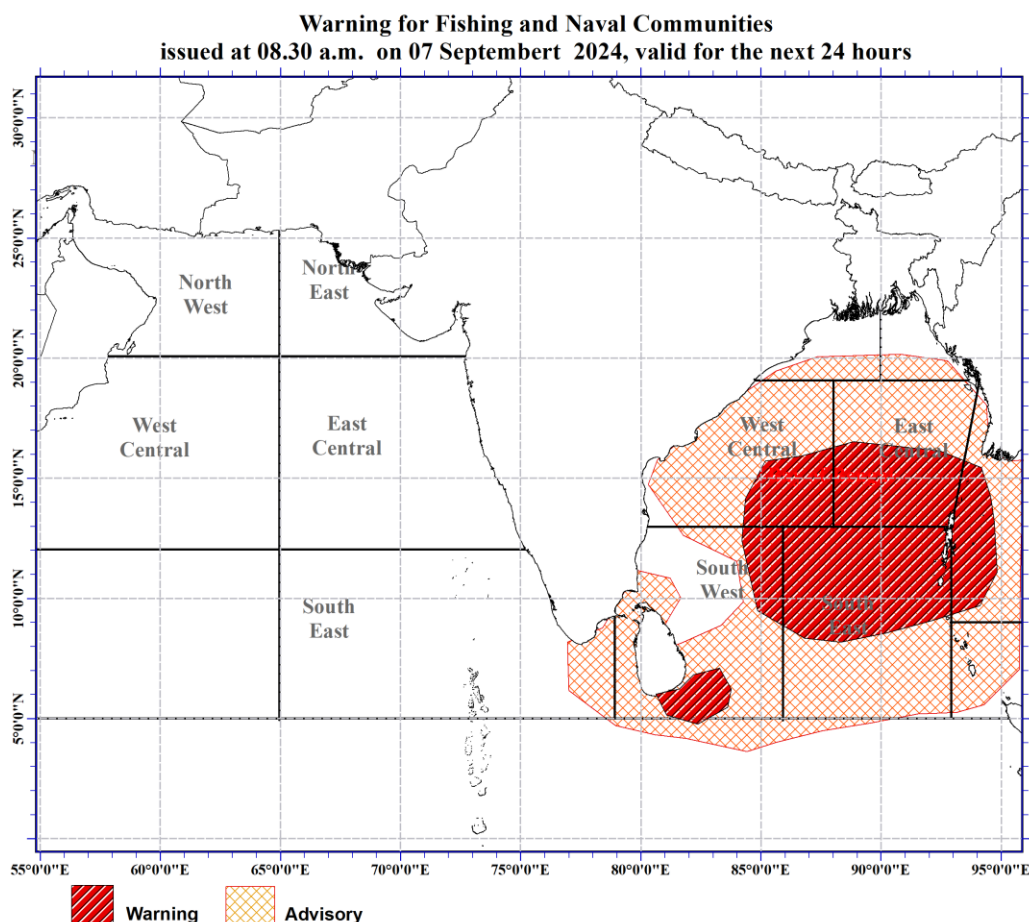 Warning for Fishing and Naval Communities
issued at 08.30 a.m. on 07 Septembert 2024, valid for the next 24 hours
30°0'0"N
25°0'0"N
20°0'0"N
15°0'0"N
10°0'0"N
5°0'0"N
North
West
North
East
West
Central
East
Central
South
East
West
Central
East
Central
South
West
South
East
55°0'0"E
60°0'0"E
65°0'0"E
70°0'0"E
75°0'0"E
80°0'0"E
85°0'0"E
90°0'0"E
95°0'0"E
Warning
Advisory